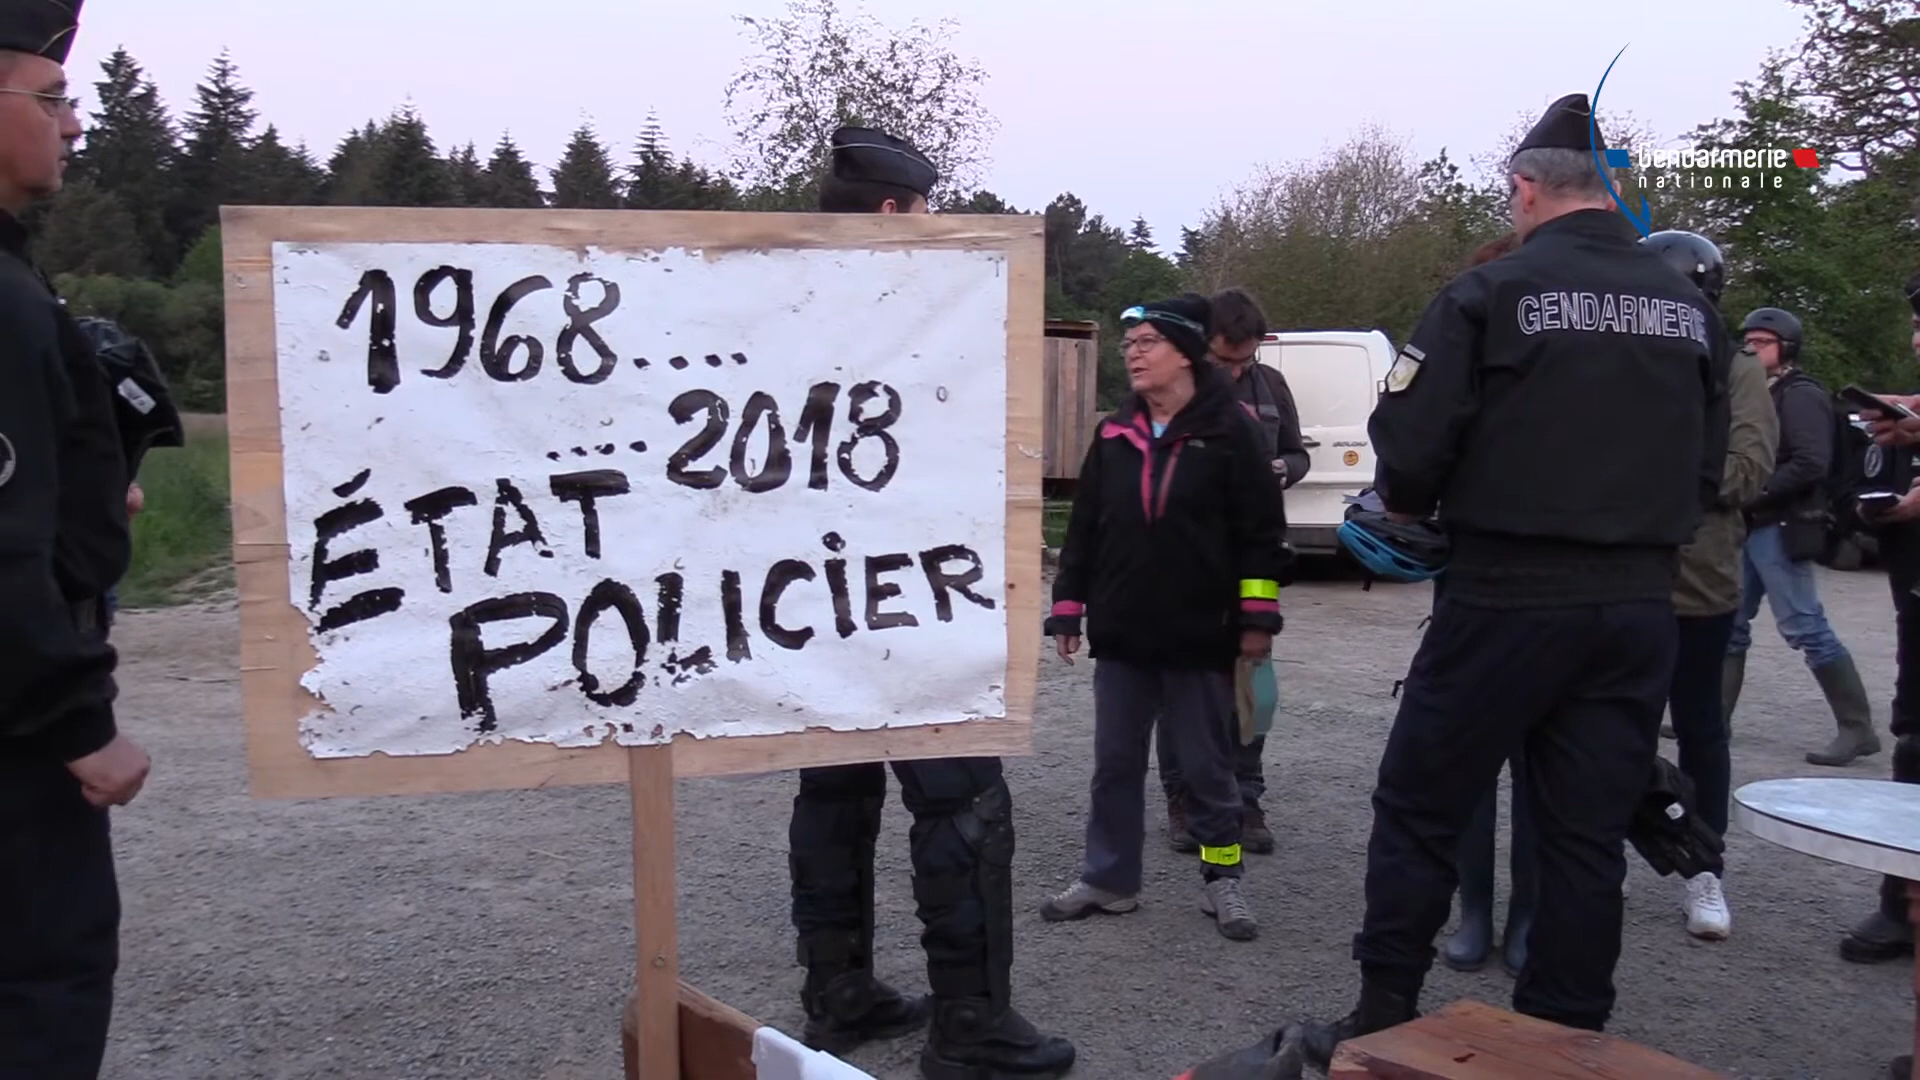 1968....
....2018
ÉTAT
POLICIER
Gendarmerie
nationale
GENDARMERIE